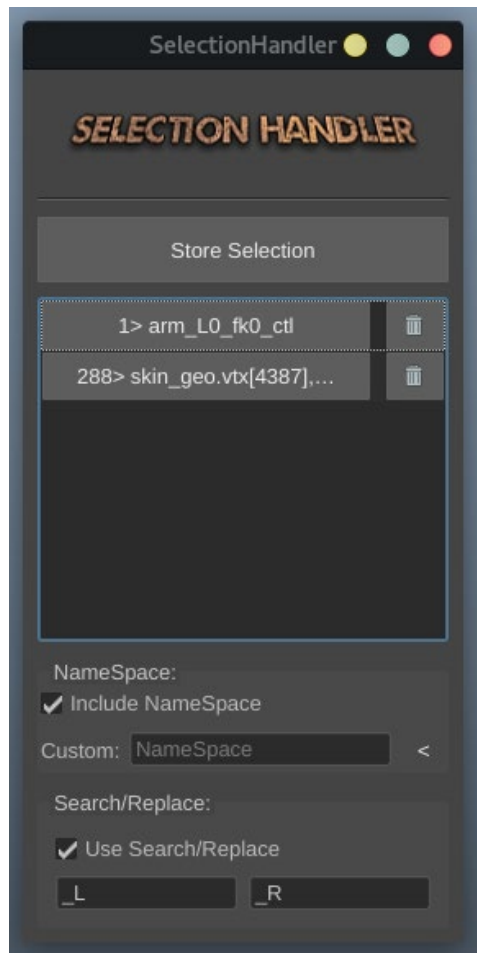 SelectionHandler
SELECTION HANDLER
Store Selection
1> arm_L0_fk0_ctl
288> skin_geo.vtx[4387],...
NameSpace:
Include NameSpace
Custom: NameSpace <
Search/Replace:
Use Search/Replace
_L _R